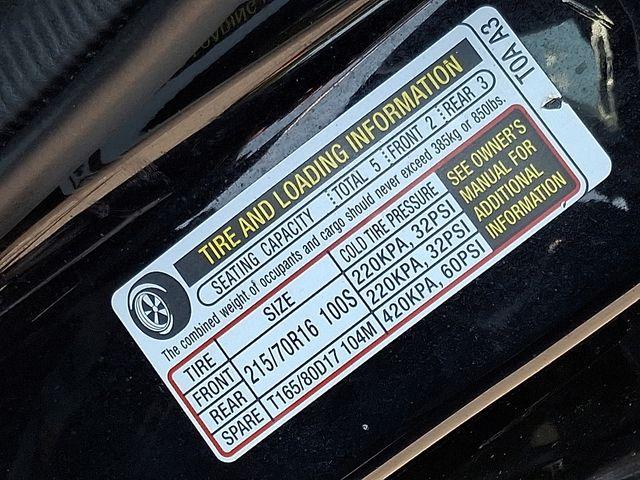 TIRE AND LOADING INFORMATION
SEATING CAPACITY TOTAL 5 FRONT 2 REAR 3
The combined weight of occupants and cargo should never exceed 385kg or 850lbs.
TIRE SIZE COLD TIRE PRESSURE
FRONT 215/70R16 100S 220KPA, 32PSI
REAR 220KPA, 32PSI
SPARE T165/80D17 104M 420KPA, 60PSI
SEE OWNER'S
MANUAL FOR
ADDITIONAL
INFORMATION
T0A A3